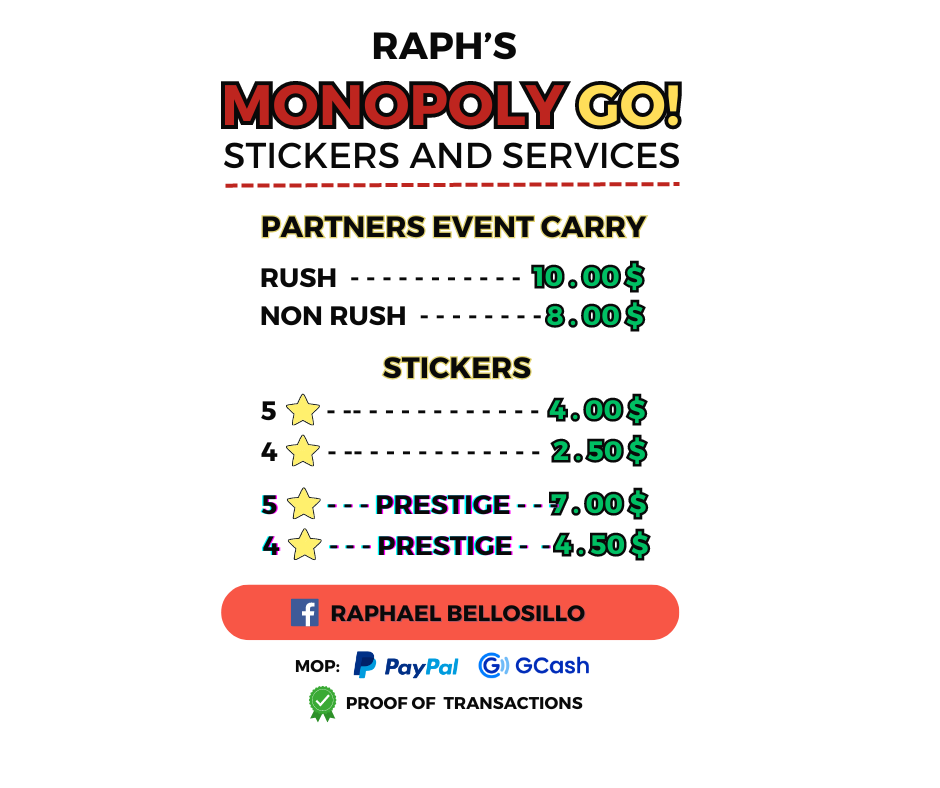 RAPH'S
MONOPOLY GO!
STICKERS AND SERVICES
PARTNERS EVENT CARRY
RUSH - - - - - - - - - - - 10.00$
NON RUSH - - - - - - - - 8.00$
STICKERS
5 - -- - - - - - - - - - - - 4.00$
4 - -- - - - - - - - - - - - 2.50$
5 - - - PRESTIGE - - - 7.00$
4 - - - PRESTIGE - - 4.50$
f RAPHAEL BELLOSILLO
MOP: PayPal GCash
PROOF OF TRANSACTIONS